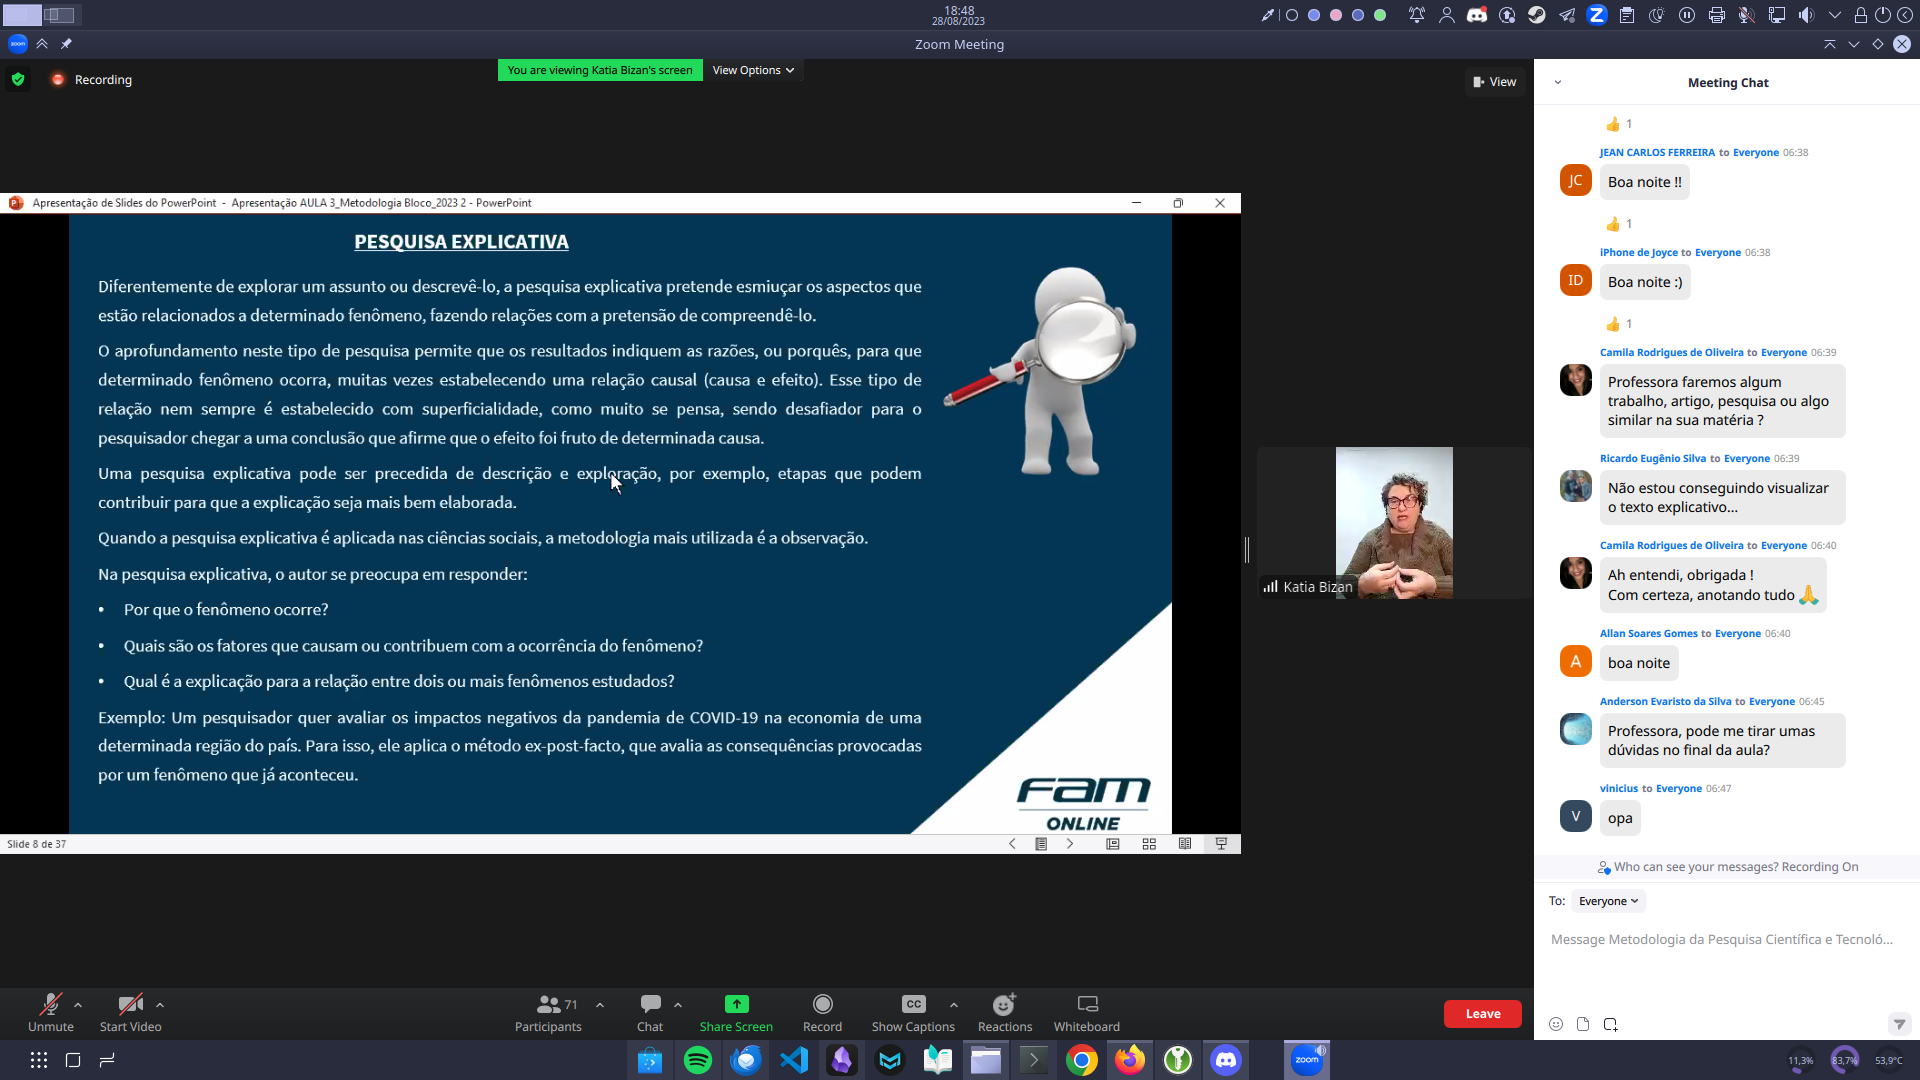 18:48
28/08/2023
Zoom Meeting
Recording
You are viewing Katia Bizan's screen
View Options
View
Apresentação de Slides do PowerPoint - Apresentação AULA 3_Metodologia Bloco_2023 2 - PowerPoint
PESQUISA EXPLICATIVA
Diferentemente de explorar um assunto ou descrevê-lo, a pesquisa explicativa pretende esmiuçar os aspectos que
estão relacionados a determinado fenômeno, fazendo relações com a pretensão de compreendê-lo.
O aprofundamento neste tipo de pesquisa permite que os resultados indiquem as razões, ou porquês, para que
determinado fenômeno ocorra, muitas vezes estabelecendo uma relação causal (causa e efeito). Esse tipo de
relação nem sempre é estabelecido com superficialidade, como muito se pensa, sendo desafiador para o
pesquisador chegar a uma conclusão que afirme que o efeito foi fruto de determinada causa.
Uma pesquisa explicativa pode ser precedida de descrição e exploração, por exemplo, etapas que podem
contribuir para que a explicação seja mais bem elaborada.
Quando a pesquisa explicativa é aplicada nas ciências sociais, a metodologia mais utilizada é a observação.
Na pesquisa explicativa, o autor se preocupa em responder:
• Por que o fenômeno ocorre?
• Quais são os fatores que causam ou contribuem com a ocorrência do fenômeno?
• Qual é a explicação para a relação entre dois ou mais fenômenos estudados?
Exemplo: Um pesquisador quer avaliar os impactos negativos da pandemia de COVID-19 na economia de uma
determinada região do país. Para isso, ele aplica o método ex-post-facto, que avalia as consequências provocadas
por um fenômeno que já aconteceu.
fam
ONLINE
Slide 8 de 37
Katia Bizan
Meeting Chat
👍 1
JEAN CARLOS FERREIRA to Everyone 06:38
JC
Boa noite !!
👍 1
iPhone de Joyce to Everyone 06:38
ID
Boa noite :)
👍 1
Camila Rodrigues de Oliveira to Everyone 06:39
Professora faremos algum
trabalho, artigo, pesquisa ou algo
similar na sua matéria ?
Ricardo Eugênio Silva to Everyone 06:39
Não estou conseguindo visualizar
o texto explicativo...
Camila Rodrigues de Oliveira to Everyone 06:40
Ah entendi, obrigada !
Com certeza, anotando tudo 🙏
Allan Soares Gomes to Everyone 06:40
A
boa noite
Anderson Evaristo da Silva to Everyone 06:45
Professora, pode me tirar umas
dúvidas no final da aula?
vinicius to Everyone 06:47
V
opa
Who can see your messages? Recording On
To: Everyone
Message Metodologia da Pesquisa Científica e Tecnoló...
Unmute
Start Video
71
Participants
Chat
Share Screen
Record
CC
Show Captions
Reactions
Whiteboard
Leave
zoom
11,3%
83,7%
53,9°C